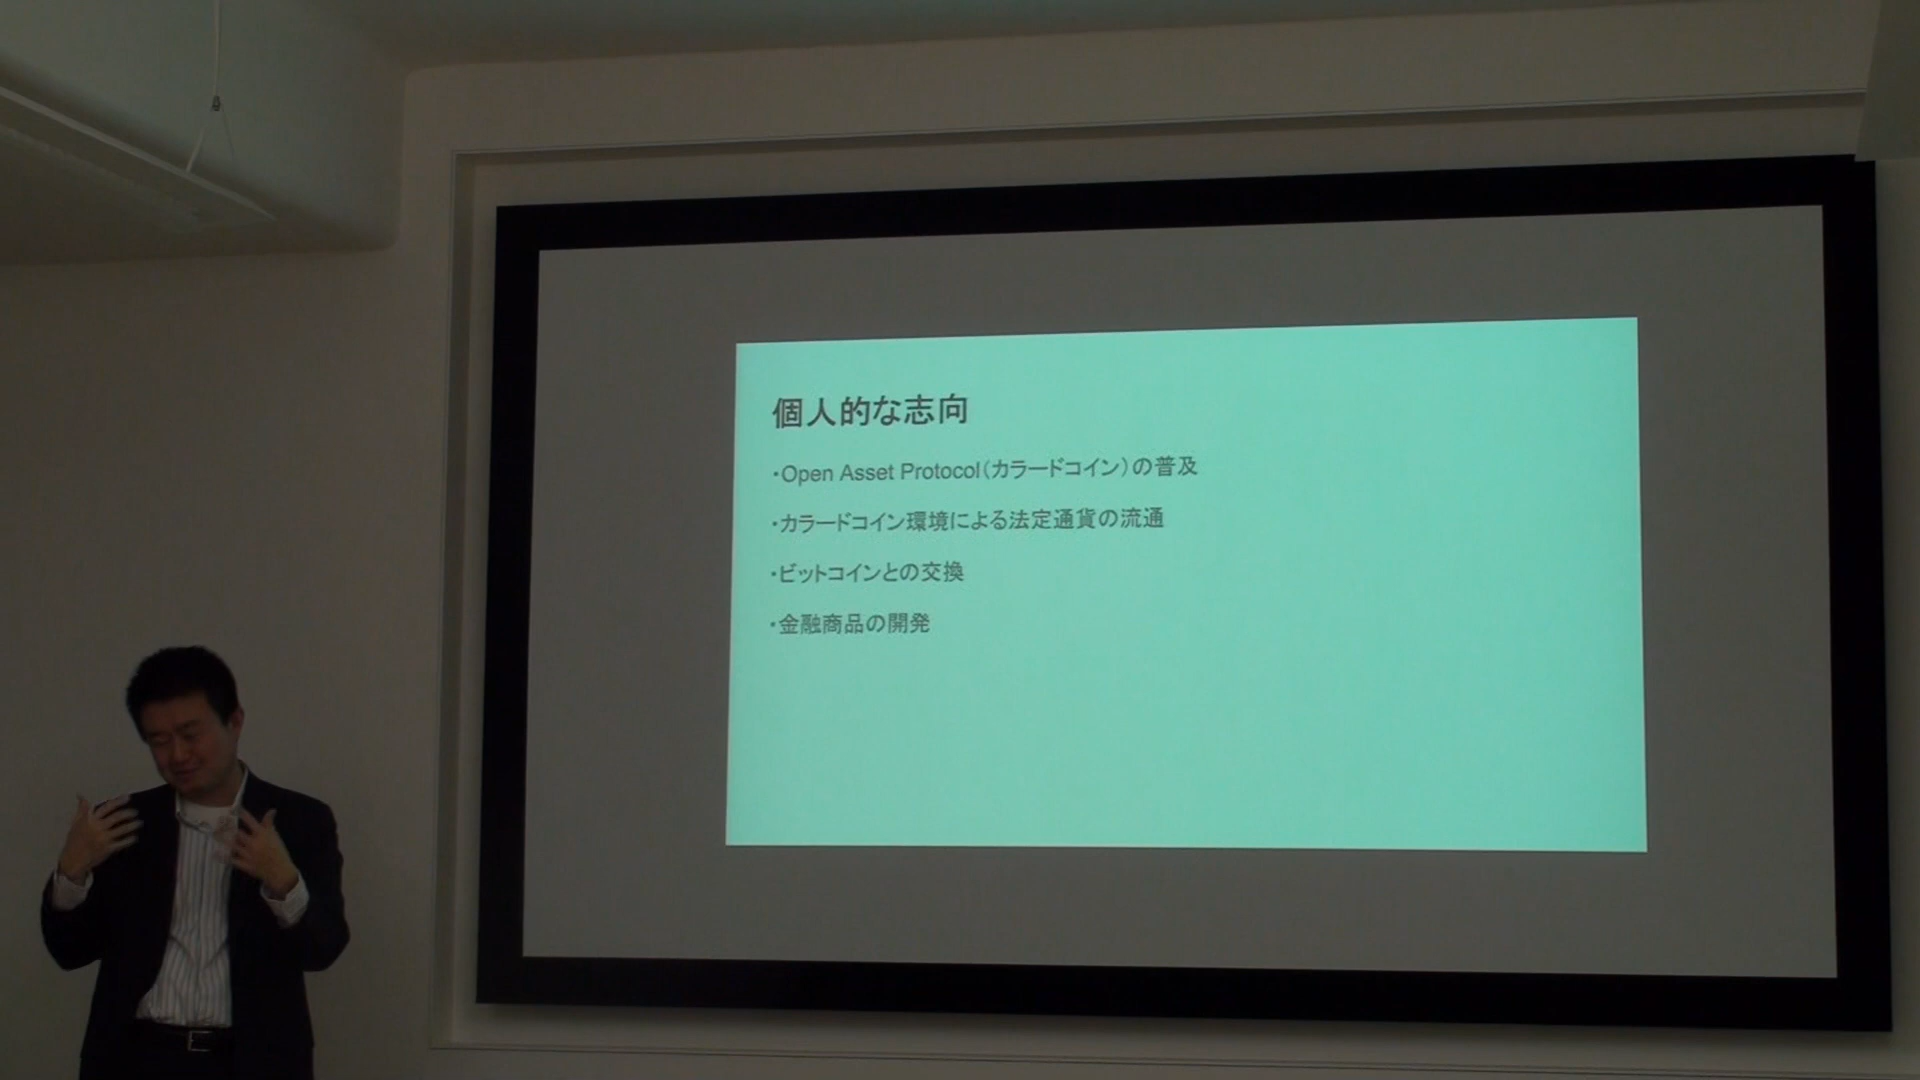 個人的な志向
・Open Asset Protocol（カラードコイン）の普及
・カラードコイン環境による法定通貨の流通
・ビットコインとの交換
・金融商品の開発